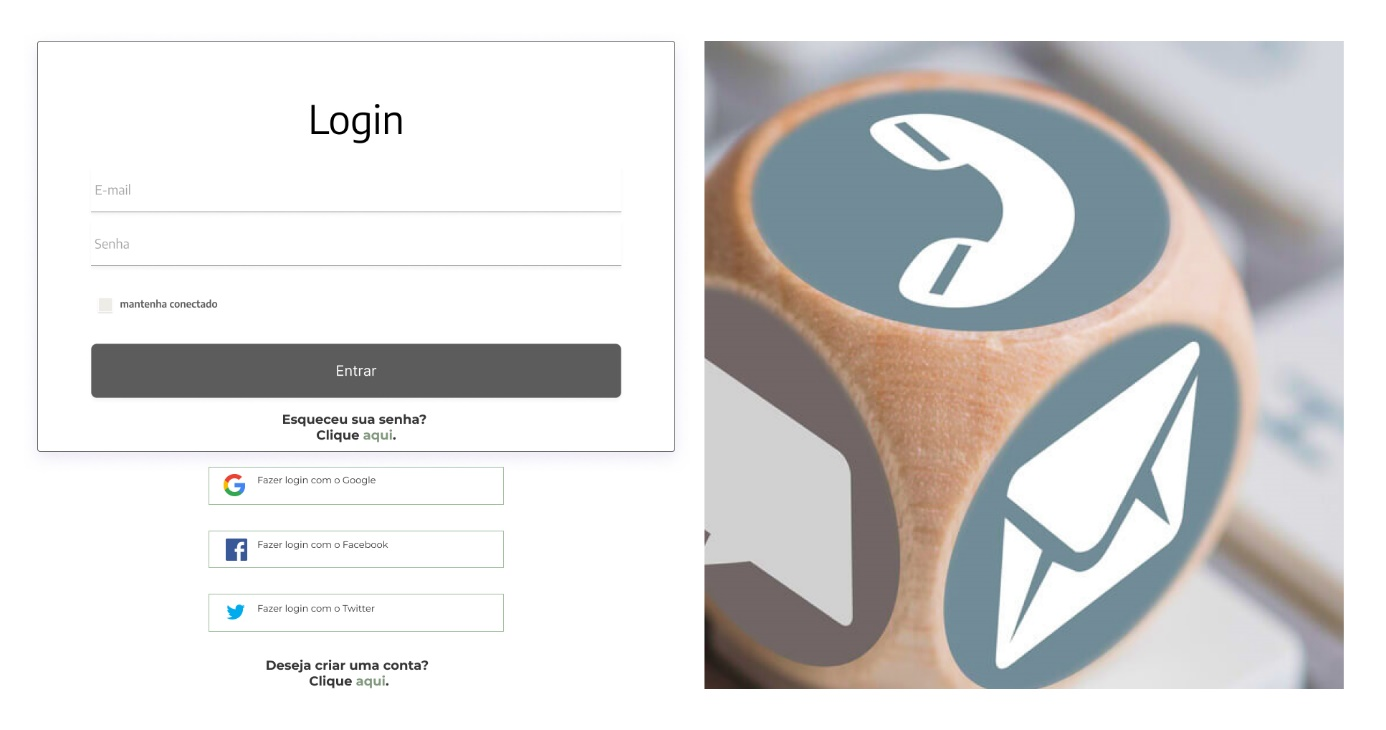 Login
E-mail
Senha
mantenha conectado
Entrar
Esqueceu sua senha?
Clique aqui.
Fazer login com o Google
Fazer login com o Facebook
Fazer login com o Twitter
Deseja criar uma conta?
Clique aqui.